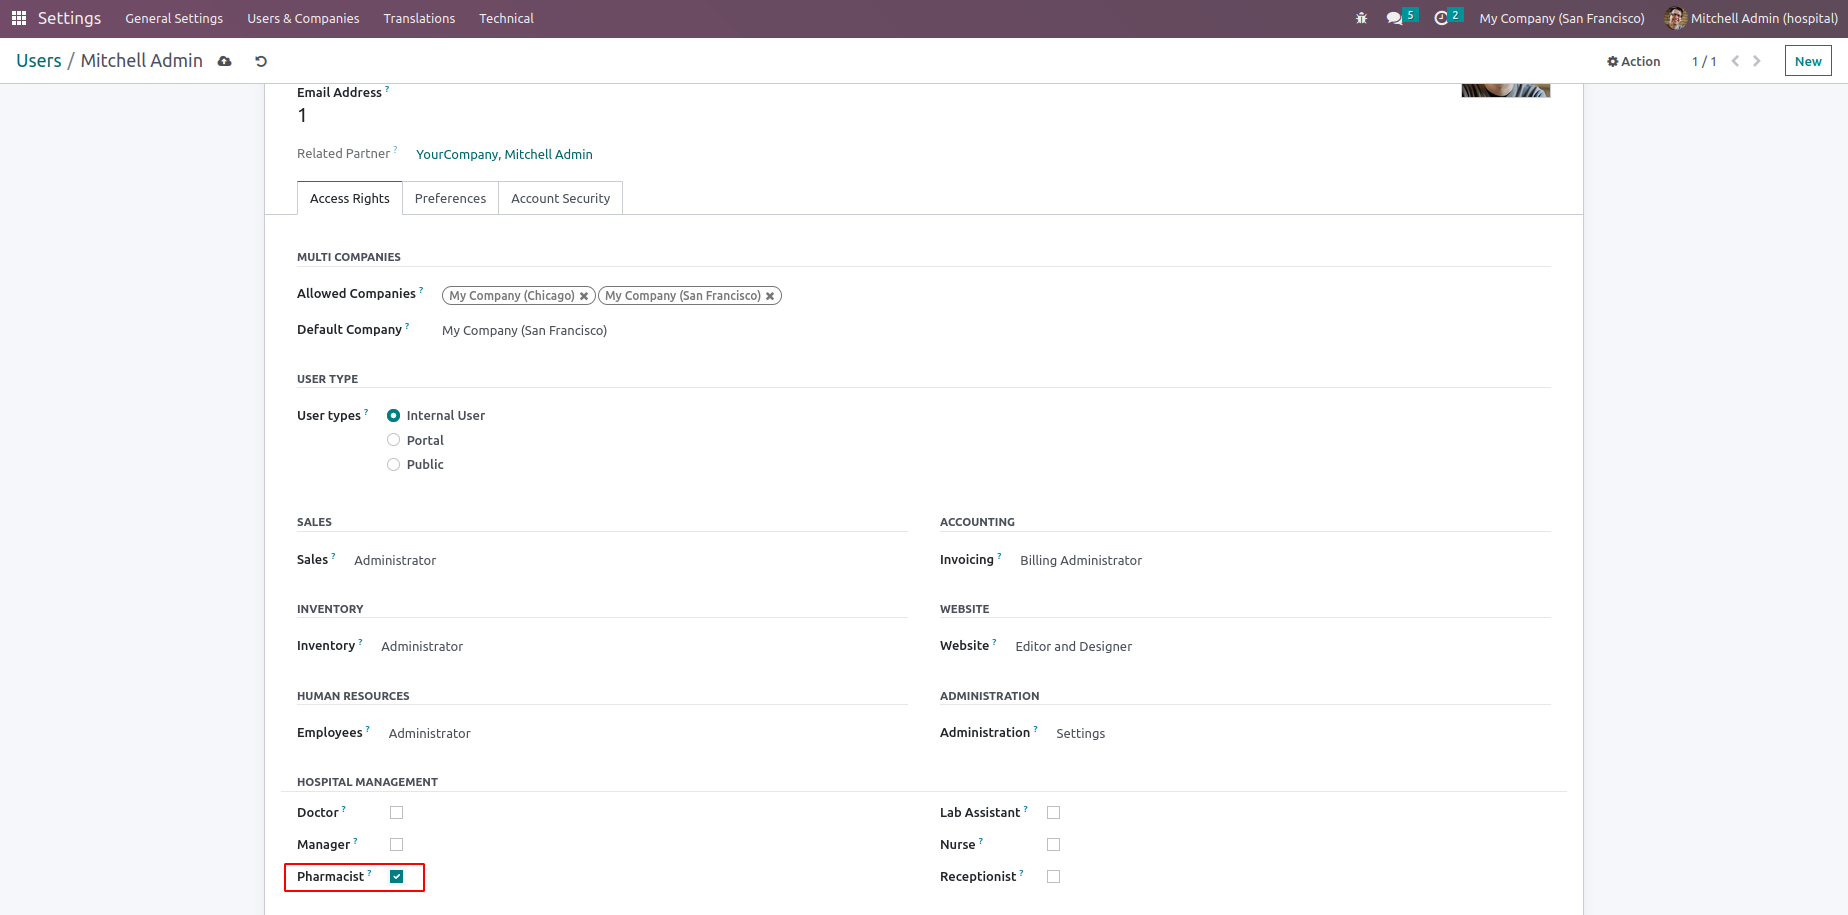 Settings General Settings Users & Companies Translations Technical 5 2 My Company (San Francisco) Mitchell Admin (hospital)
Users / Mitchell Admin Action 1 / 1 New
Email Address ?
1
Related Partner ? YourCompany, Mitchell Admin
Access Rights Preferences Account Security
MULTI COMPANIES
Allowed Companies ? My Company (Chicago) My Company (San Francisco)
Default Company ? My Company (San Francisco)
USER TYPE
User types ? Internal User
Portal
Public
SALES ACCOUNTING
Sales ? Administrator Invoicing ? Billing Administrator
INVENTORY WEBSITE
Inventory ? Administrator Website ? Editor and Designer
HUMAN RESOURCES ADMINISTRATION
Employees ? Administrator Administration ? Settings
HOSPITAL MANAGEMENT
Doctor ? Lab Assistant ?
Manager ? Nurse ?
Pharmacist ? Receptionist ?